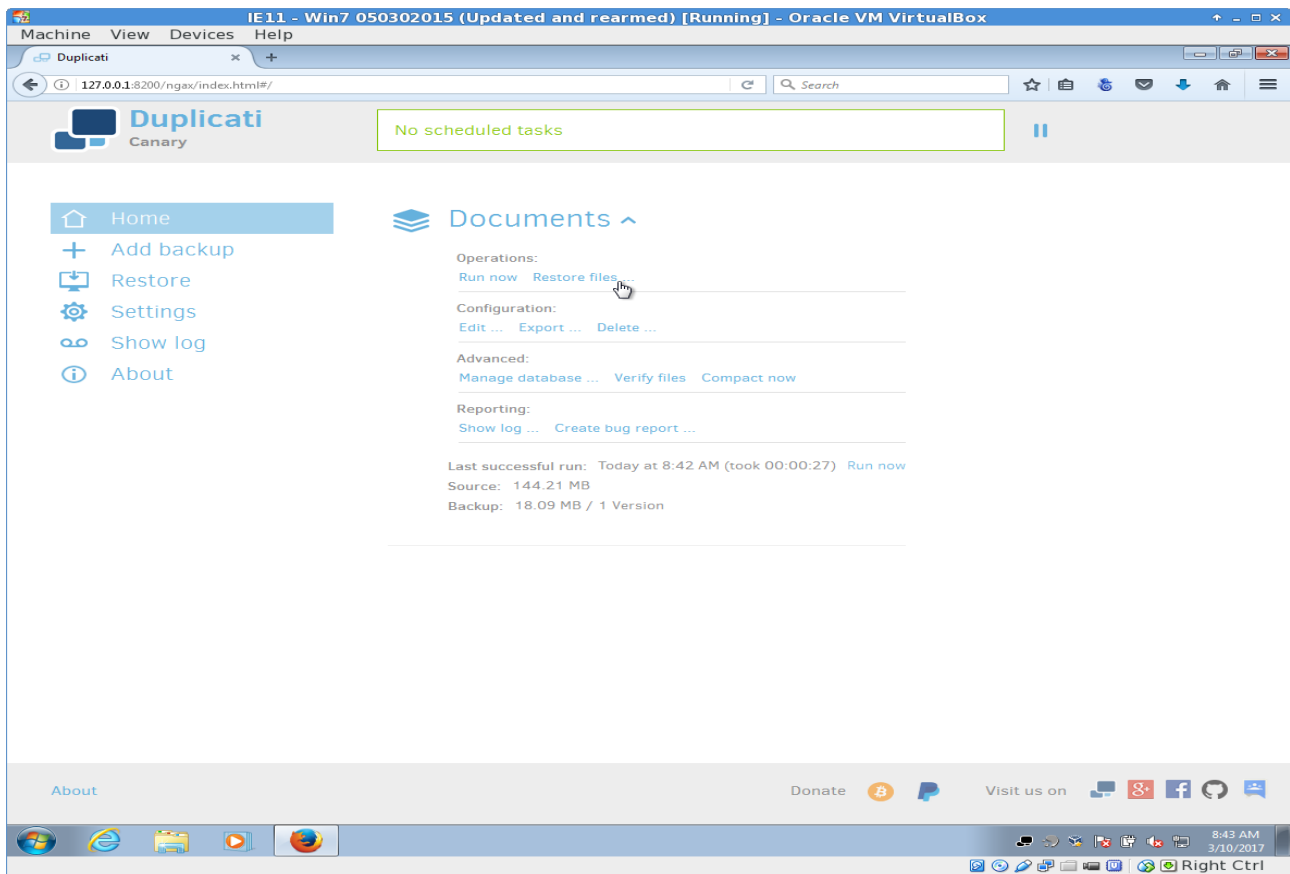 IE11 - Win7 050302015 (Updated and rearmed) [Running] - Oracle VM VirtualBox
Machine View Devices Help
Duplicati
127.0.0.1:8200/ngax/index.html#/
Search
Duplicati
Canary
No scheduled tasks
Home
Add backup
Restore
Settings
Show log
About
Documents
Operations:
Run now Restore files ...
Configuration:
Edit ... Export ... Delete ...
Advanced:
Manage database ... Verify files Compact now
Reporting:
Show log ... Create bug report ...
Last successful run: Today at 8:42 AM (took 00:00:27) Run now
Source: 144.21 MB
Backup: 18.09 MB / 1 Version
About
Donate
Visit us on
8+
f
8:43 AM
3/10/2017
Right Ctrl